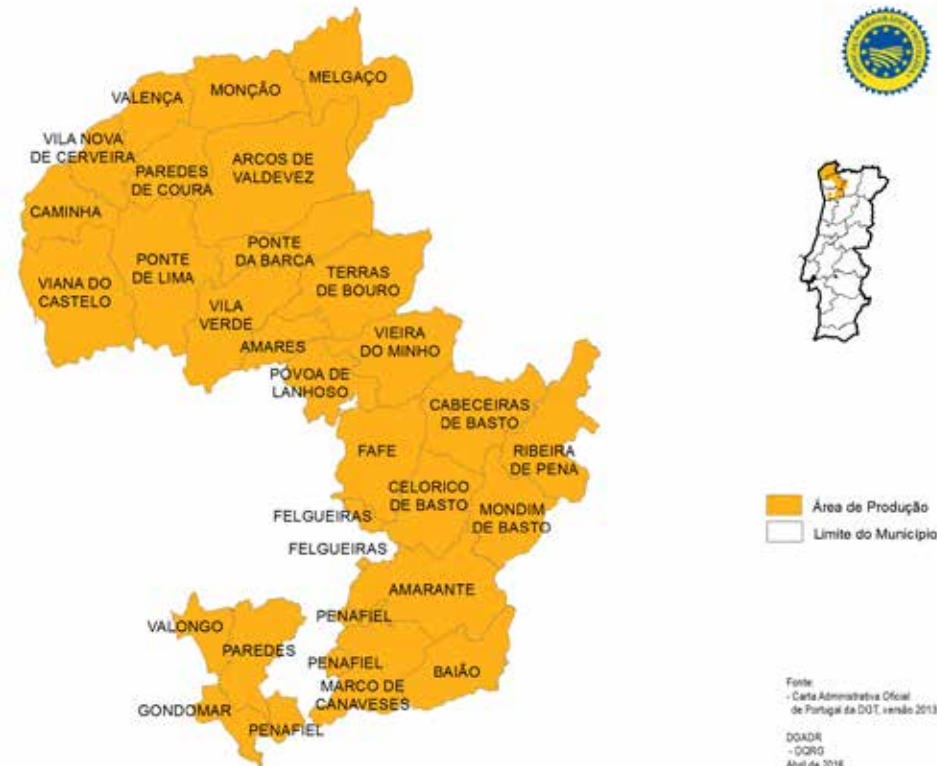 MELGAÇO
MONÇÃO
VALENÇA
VILA NOVA
DE CERVEIRA
PAREDES
DE COURA
ARCOS DE
VALDEVEZ
CAMINHA
PONTE
DA BARCA
PONTE
DE LIMA
VIANA DO
CASTELO
TERRAS
DE BOURO
VILA
VERDE
VIEIRA
DO MINHO
AMARES
PÓVOA DE
LANHOSO
CABECEIRAS
DE BASTO
FAFE
RIBEIRA
DE PENA
CELORICO
DE BASTO
MONDIM
DE BASTO
FELGUEIRAS
FELGUEIRAS
AMARANTE
PENAFIEL
VALONGO
PAREDES
PENAFIEL
BAIÃO
MARCO DE
CANAVESES
GONDOMAR
PENAFIEL
Área de Produção
Limite do Município
Fonte:
- Carta Administrativa Oficial
de Portugal da DGT, versão 2013
DGADR
- DQRG
Abril de 2016